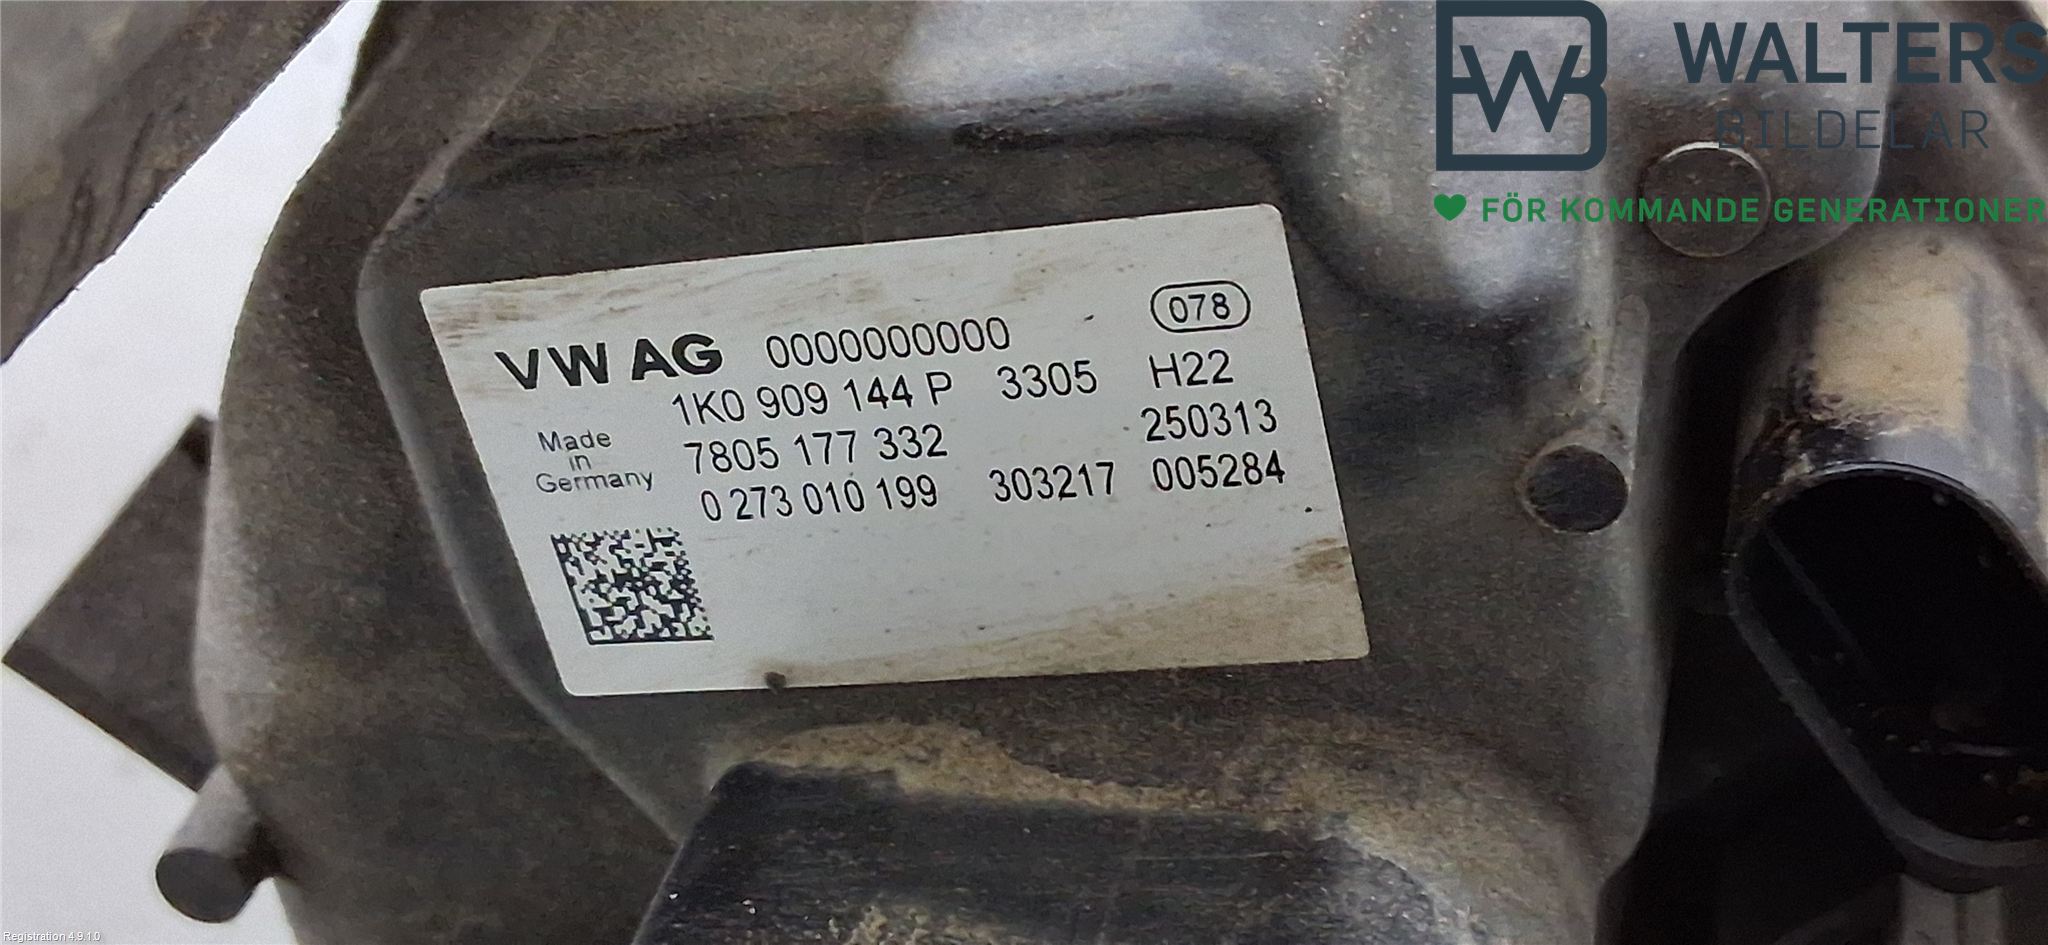 WALTERS
BILDELAR
FÖR KOMMANDE GENERATIONER
VW AG 0000000000 078
1K0 909 144 P 3305 H22
Made in Germany
7805 177 332 250313
0 273 010 199 303217 005284
Registration 4.9.1.0